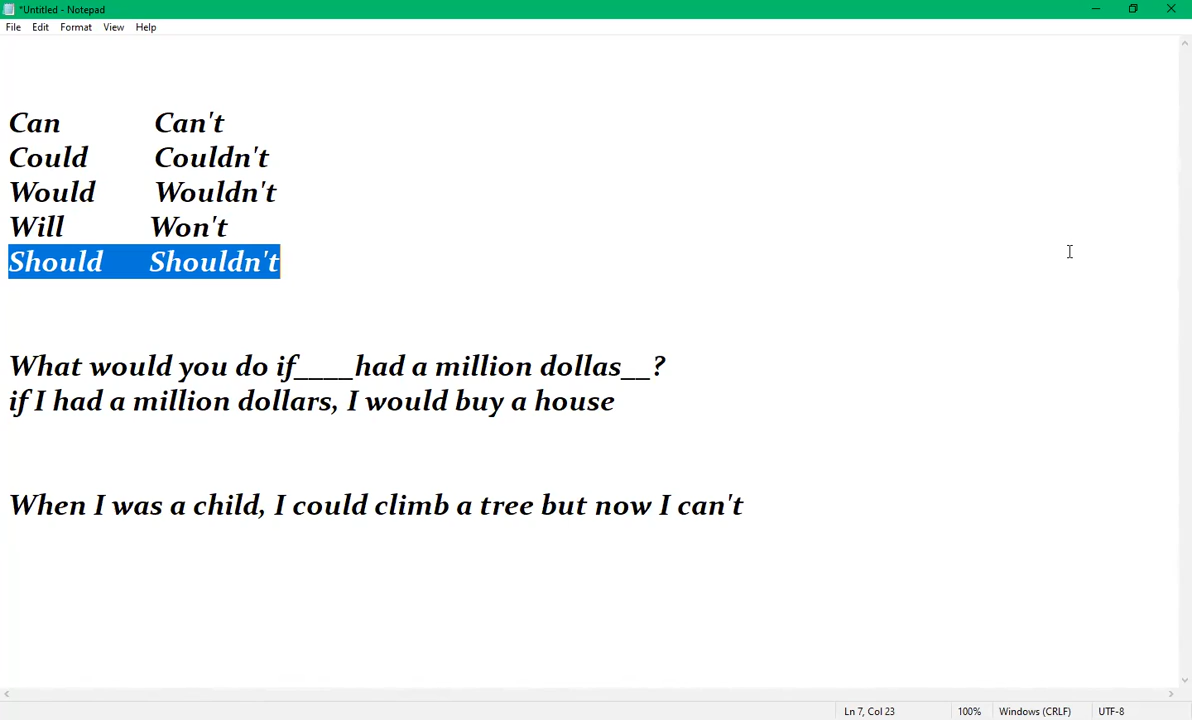 *Untitled - Notepad
File Edit Format View Help
Can Can't
Could Couldn't
Would Wouldn't
Will Won't
Should Shouldn't
What would you do if____had a million dollas__?
if I had a million dollars, I would buy a house
When I was a child, I could climb a tree but now I can't
Ln 7, Col 23 100% Windows (CRLF) UTF-8